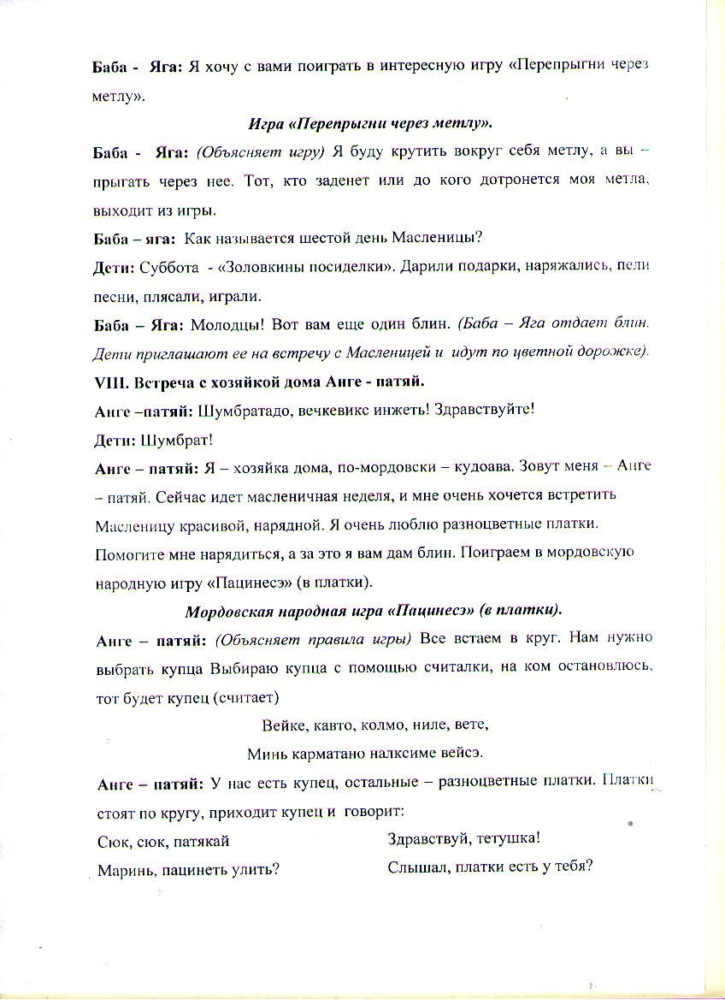 Баба - Яга: Я хочу с вами поиграть в интересную игру «Перепрыгни через
метлу».
Игра «Перепрыгни через метлу».
Баба - Яга: (Объясняет игру) Я буду крутить вокруг себя метлу, а вы –
прыгать через нее. Тот, кто заденет или до кого дотронется моя метла,
выходит из игры.
Баба – яга: Как называется шестой день Масленицы?
Дети: Суббота - «Золовкины посиделки». Дарили подарки, наряжались, пели
песни, плясали, играли.
Баба – Яга: Молодцы! Вот вам еще один блин. (Баба – Яга отдает блин.
Дети приглашают ее на встречу с Масленицей и идут по цветной дорожке).
VIII. Встреча с хозяйкой дома Анге - патяй.
Анге –патяй: Шумбратадо, вечкевикс инжеть! Здравствуйте!
Дети: Шумбрат!
Анге – патяй: Я – хозяйка дома, по-мордовски – кудоава. Зовут меня – Анге
– патяй. Сейчас идет масленичная неделя, и мне очень хочется встретить
Масленицу красивой, нарядной. Я очень люблю разноцветные платки.
Помогите мне нарядиться, а за это я вам дам блин. Поиграем в мордовскую
народную игру «Пацинесэ» (в платки).
Мордовская народная игра «Пацинесэ» (в платки).
Анге – патяй: (Объясняет правила игры) Все встаем в круг. Нам нужно
выбрать купца Выбираю купца с помощью считалки, на ком остановлюсь,
тот будет купец (считает)
Вейке, кавто, колмо, ниле, вете,
Минь карматано налксиме вейсэ.
Анге – патяй: У нас есть купец, остальные – разноцветные платки. Платки
стоят по кругу, приходит купец и говорит:
Сюк, сюк, патякай Здравствуй, тетушка!
Маринь, пацинеть улить? Слышал, платки есть у тебя?